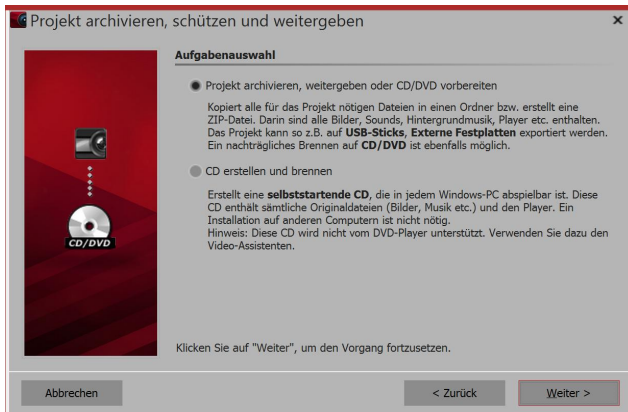 Projekt archivieren, schützen und weitergeben
Aufgabenauswahl
Projekt archivieren, weitergeben oder CD/DVD vorbereiten
Kopiert alle für das Projekt nötigen Dateien in einen Ordner bzw. erstellt eine
ZIP-Datei. Darin sind alle Bilder, Sounds, Hintergrundmusik, Player etc. enthalten.
Das Projekt kann so z.B. auf USB-Sticks, Externe Festplatten exportiert werden.
Ein nachträgliches Brennen auf CD/DVD ist ebenfalls möglich.
CD erstellen und brennen
Erstellt eine selbststartende CD, die in jedem Windows-PC abspielbar ist. Diese
CD enthält sämtliche Originaldateien (Bilder, Musik etc.) und den Player. Ein
Installation auf anderen Computern ist nicht nötig.
Hinweis: Diese CD wird nicht vom DVD-Player unterstützt. Verwenden Sie dazu den
Video-Assistenten.
CD/DVD
Klicken Sie auf "Weiter", um den Vorgang fortzusetzen.
Abbrechen
< Zurück
Weiter >